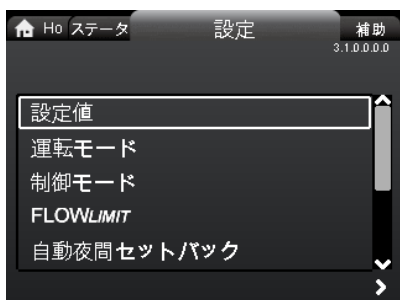 Ho ステータ 設定 補助
3.1.0.0.0.0
設定値
運転モード
制御モード
FLOWLIMIT
自動夜間セットバック